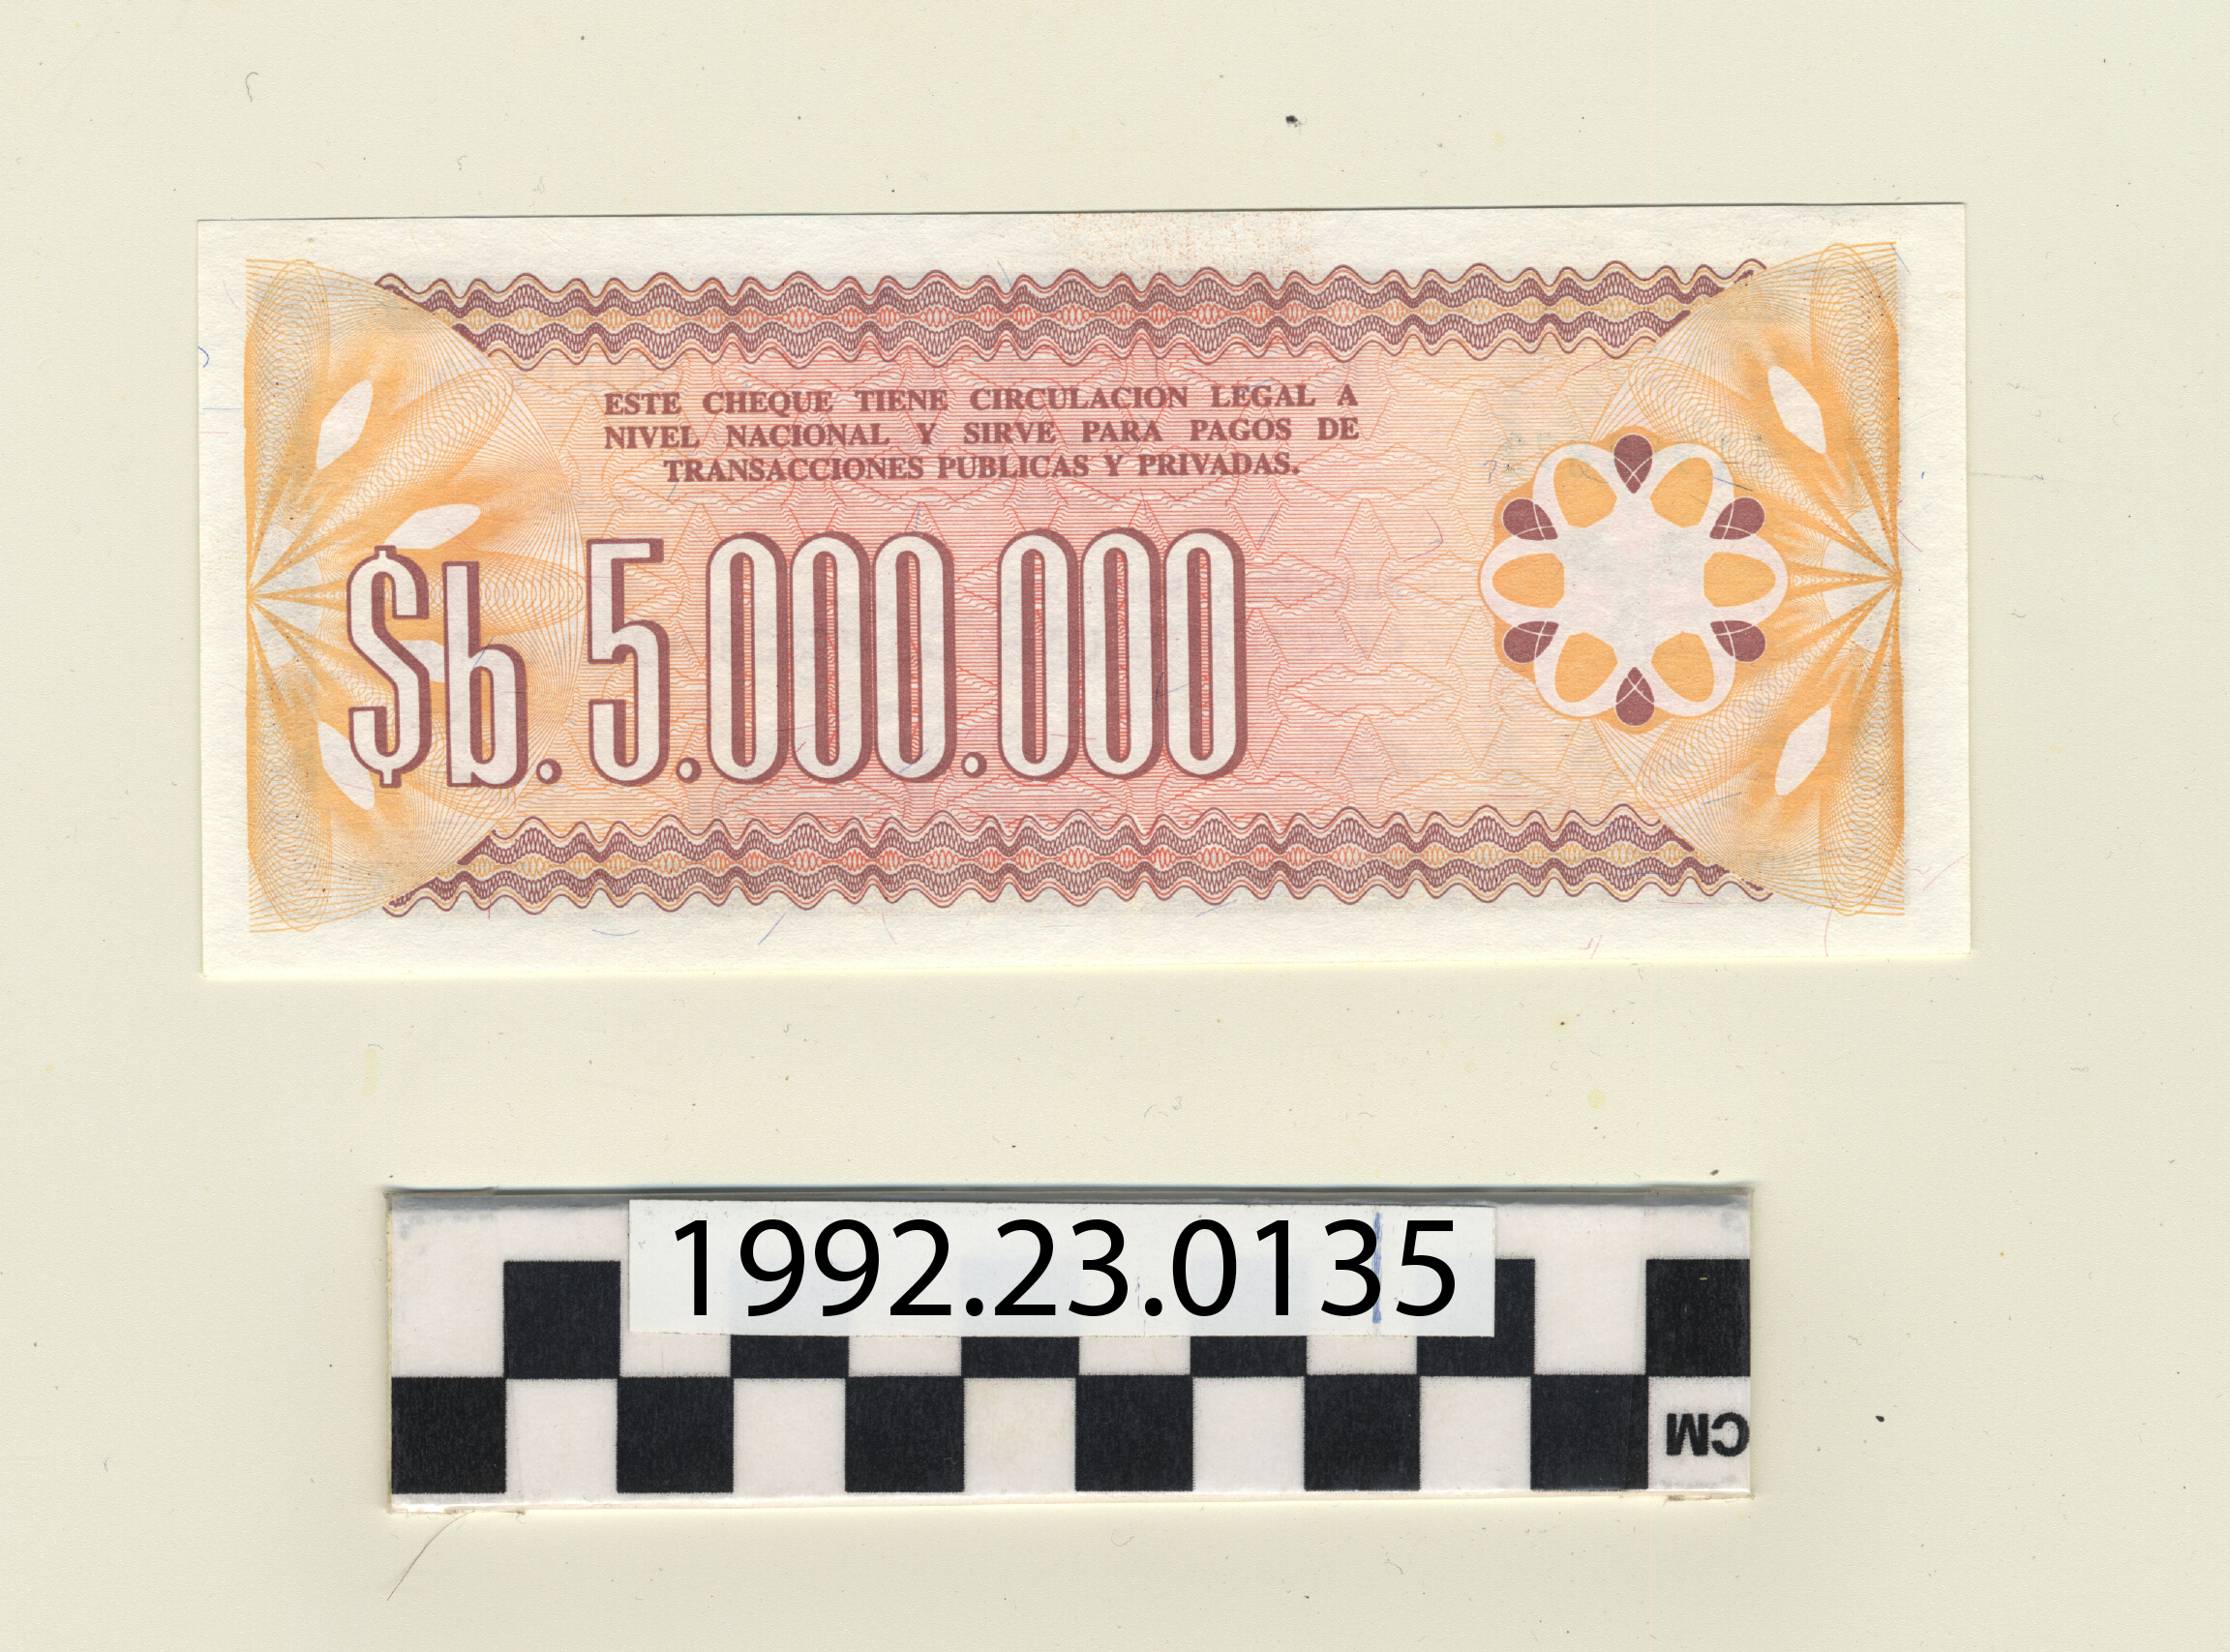 ESTE CHEQUE TIENE CIRCULACION LEGAL A
NIVEL NACIONAL Y SIRVE PARA PAGOS DE
TRANSACCIONES PUBLICAS Y PRIVADAS.
$b.5.000.000
1992.23.0135
CM